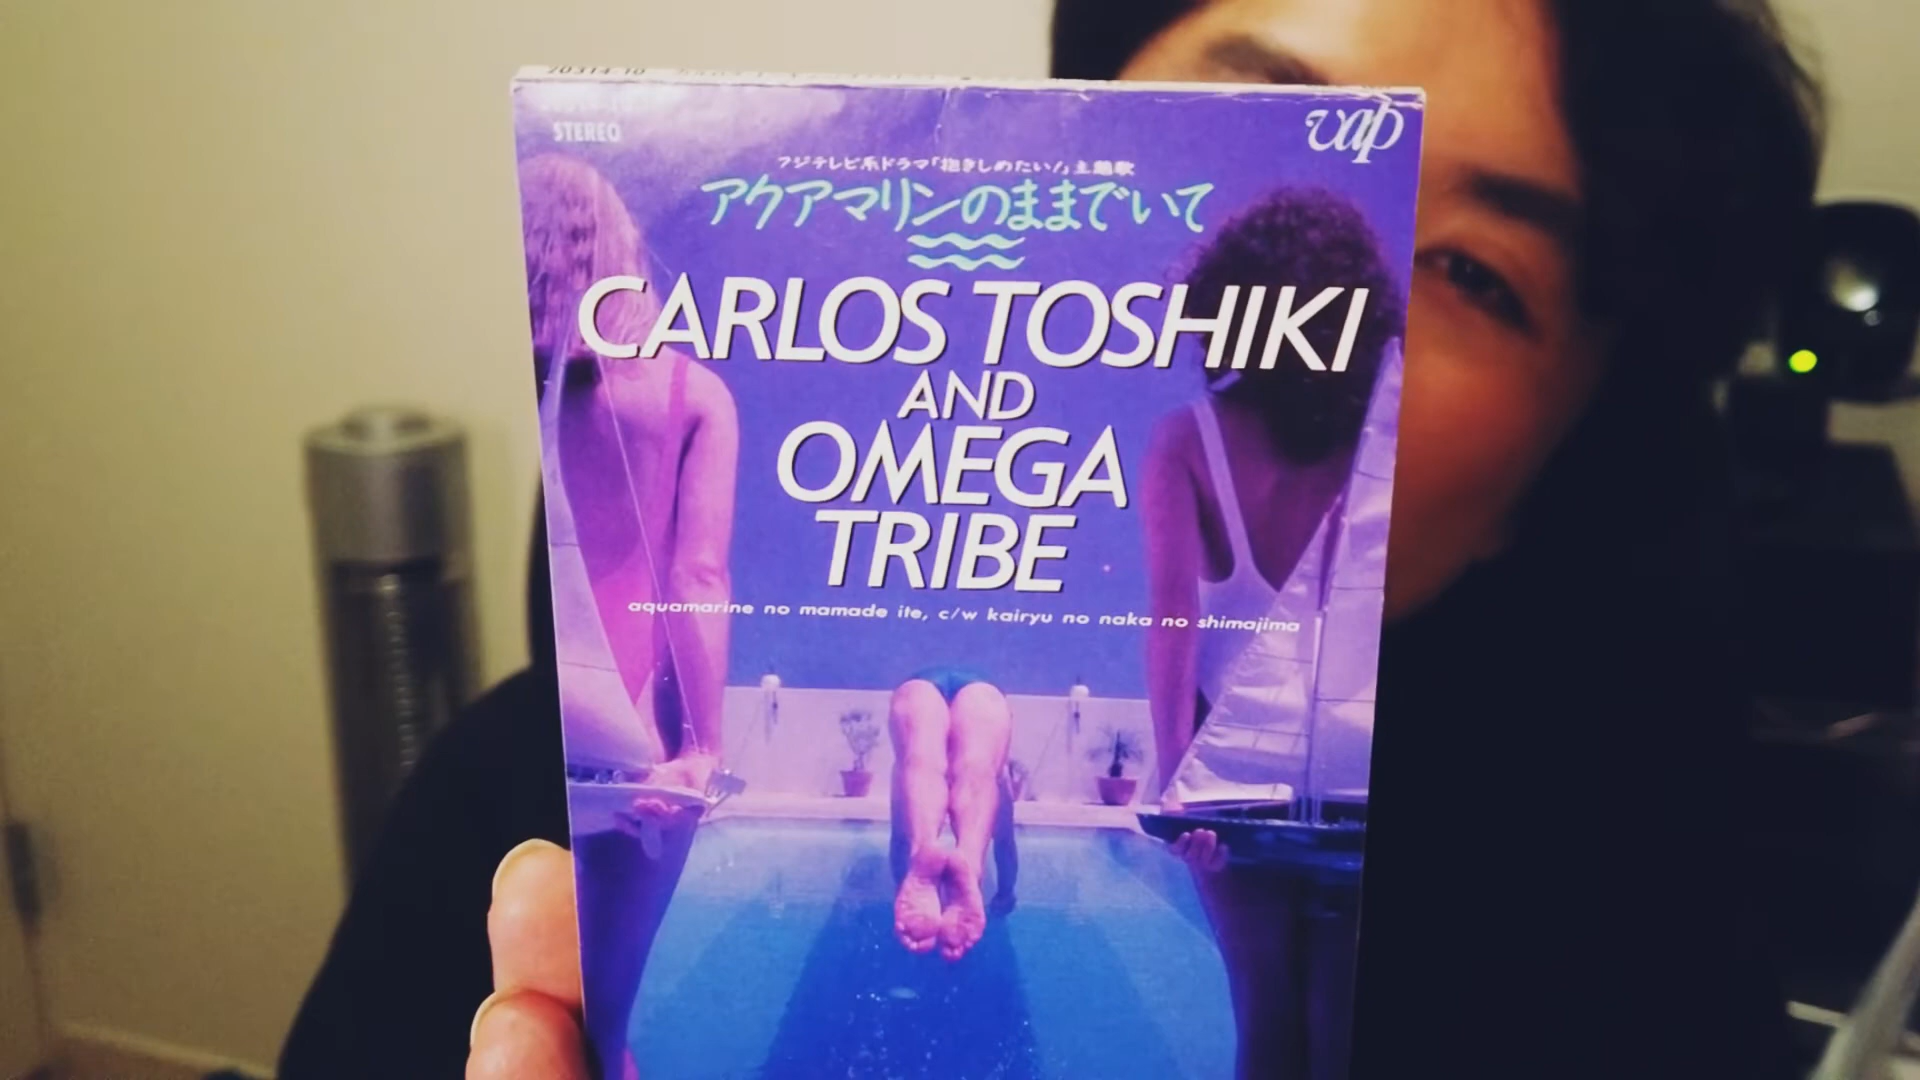 STEREO
vap
フジテレビ系ドラマ「抱きしめたい!」主題歌
アクアマリンのままでいて
CARLOS TOSHIKI
AND
OMEGA
TRIBE
aquamarine no mamade ite, c/w kairyu no naka no shimajima